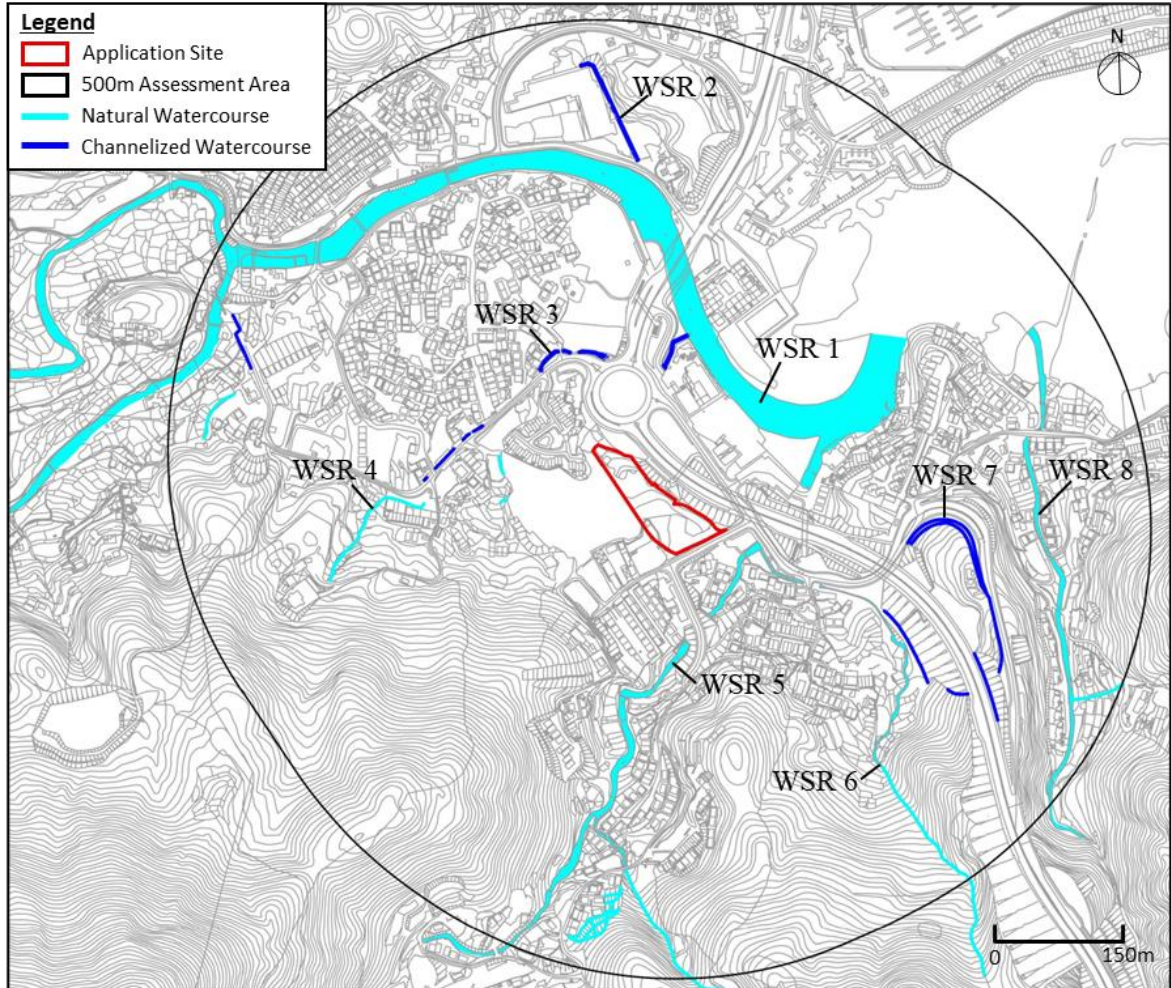 Legend
Application Site
500m Assessment Area
Natural Watercourse
Channelized Watercourse
N
WSR 2
WSR 3
WSR 1
WSR 4
WSR 7
WSR 8
WSR 5
WSR 6
0 150m